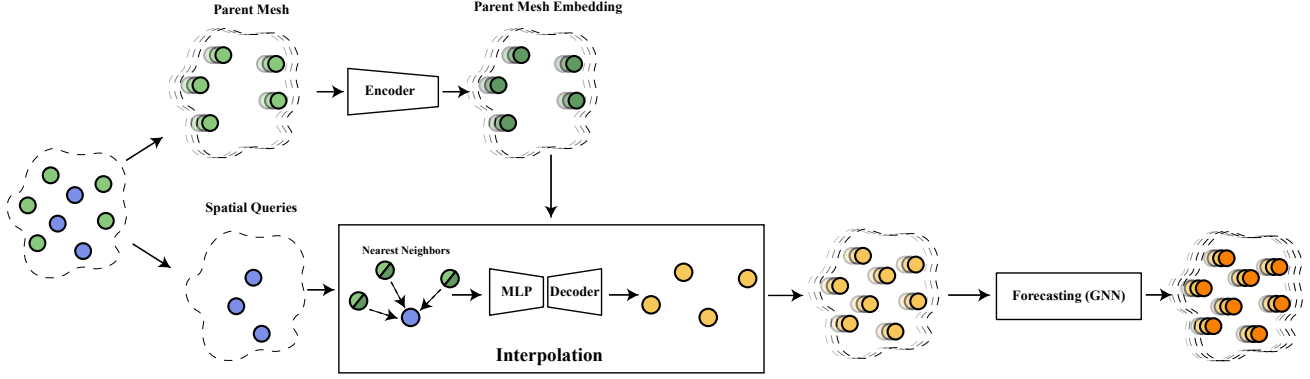 Parent Mesh
Parent Mesh Embedding
Encoder
Spatial Queries
Nearest Neighbors
MLP
Decoder
Interpolation
Forecasting (GNN)